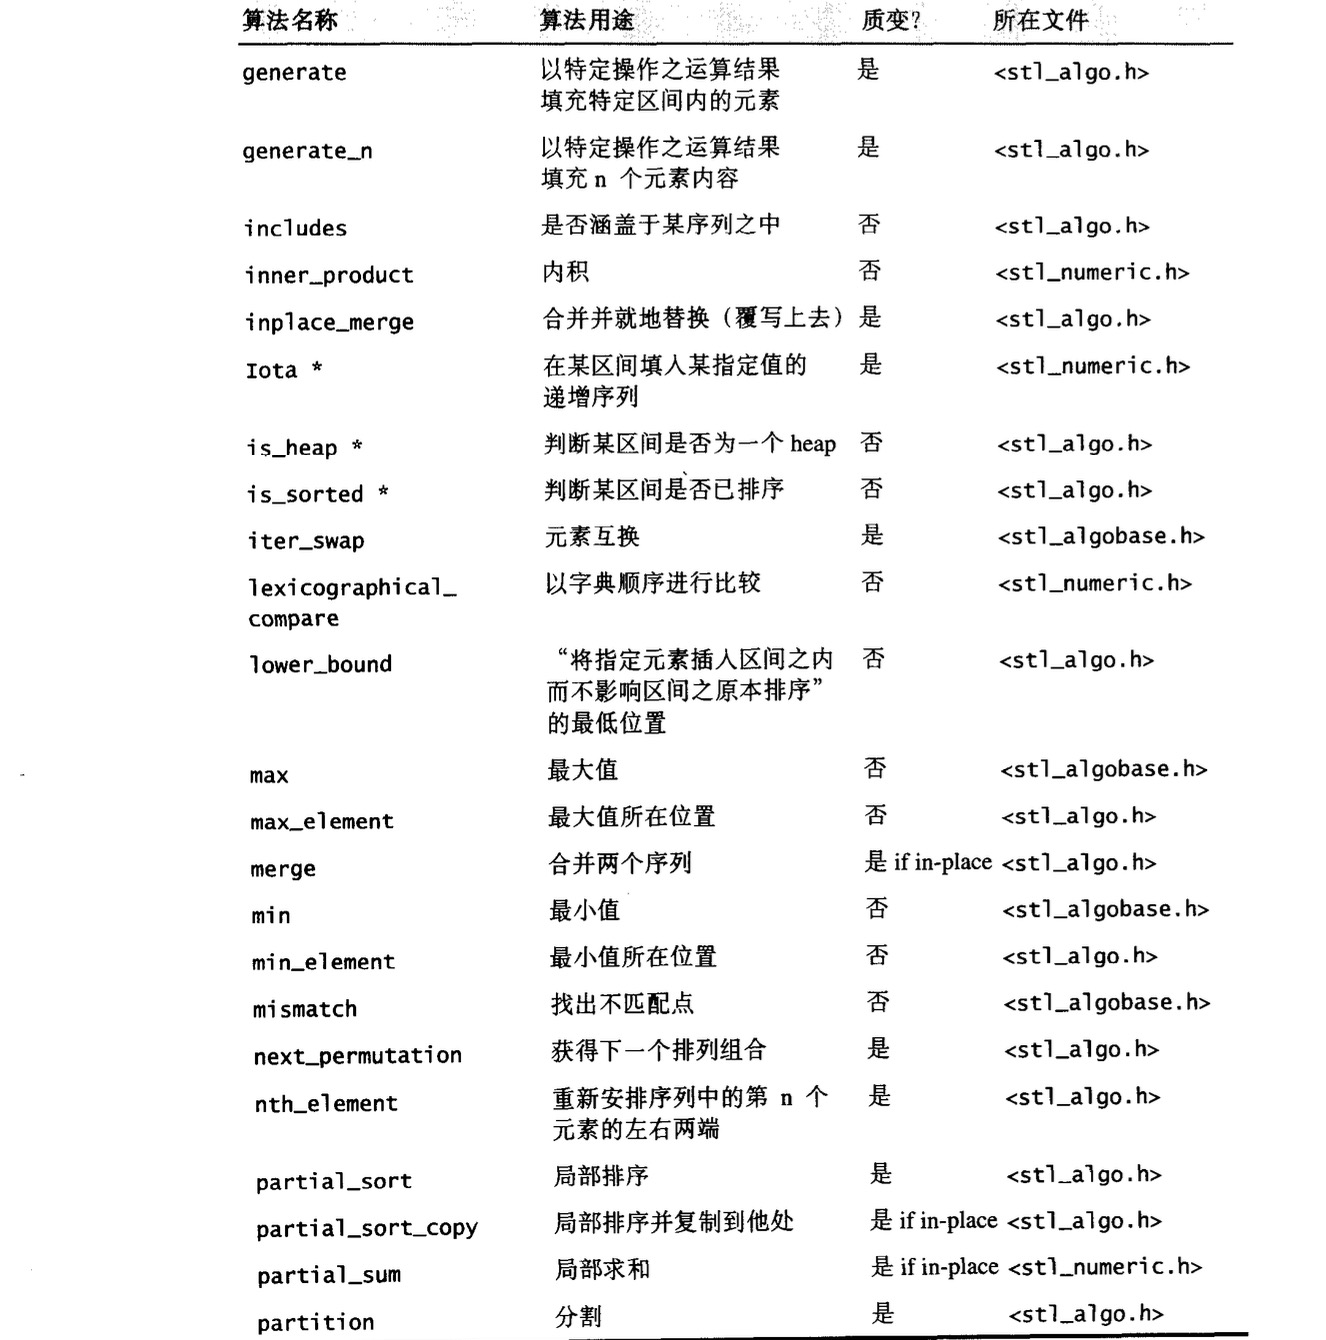 算法名称 算法用途 质变? 所在文件
generate 以特定操作之运算结果 是 <stl_algo.h>
填充特定区间内的元素
generate_n 以特定操作之运算结果 是 <stl_algo.h>
填充 n 个元素内容
includes 是否涵盖于某序列之中 否 <stl_algo.h>
inner_product 内积 否 <stl_numeric.h>
inplace_merge 合并并就地替换（覆写上去） 是 <stl_algo.h>
Iota * 在某区间填入某指定值的 是 <stl_numeric.h>
递增序列
is_heap * 判断某区间是否为一个 heap 否 <stl_algo.h>
is_sorted * 判断某区间是否已排序 否 <stl_algo.h>
iter_swap 元素互换 是 <stl_algobase.h>
lexicographical_ 以字典顺序进行比较 否 <stl_numeric.h>
compare
lower_bound “将指定元素插入区间之内 否 <stl_algo.h>
而不影响区间之原本排序”
的最低位置
max 最大值 否 <stl_algobase.h>
max_element 最大值所在位置 否 <stl_algo.h>
merge 合并两个序列 是 if in-place <stl_algo.h>
min 最小值 否 <stl_algobase.h>
min_element 最小值所在位置 否 <stl_algo.h>
mismatch 找出不匹配点 否 <stl_algobase.h>
next_permutation 获得下一个排列组合 是 <stl_algo.h>
nth_element 重新安排序列中的第 n 个 是 <stl_algo.h>
元素的左右两端
partial_sort 局部排序 是 <stl_algo.h>
partial_sort_copy 局部排序并复制到他处 是 if in-place <stl_algo.h>
partial_sum 局部求和 是 if in-place <stl_numeric.h>
partition 分割 是 <stl_algo.h>